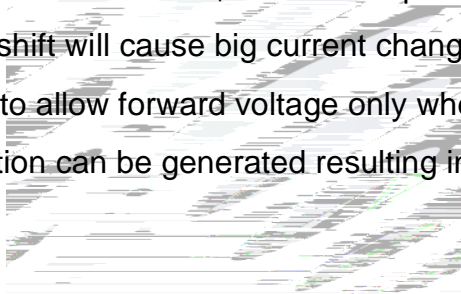 shift will cause big current chang
to allow forward voltage only whe
tion can be generated resulting in